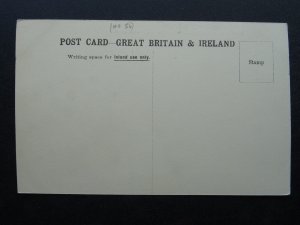 POST CARD—GREAT BRITAIN & IRELAND
Writing space for Inland use only.
Stamp